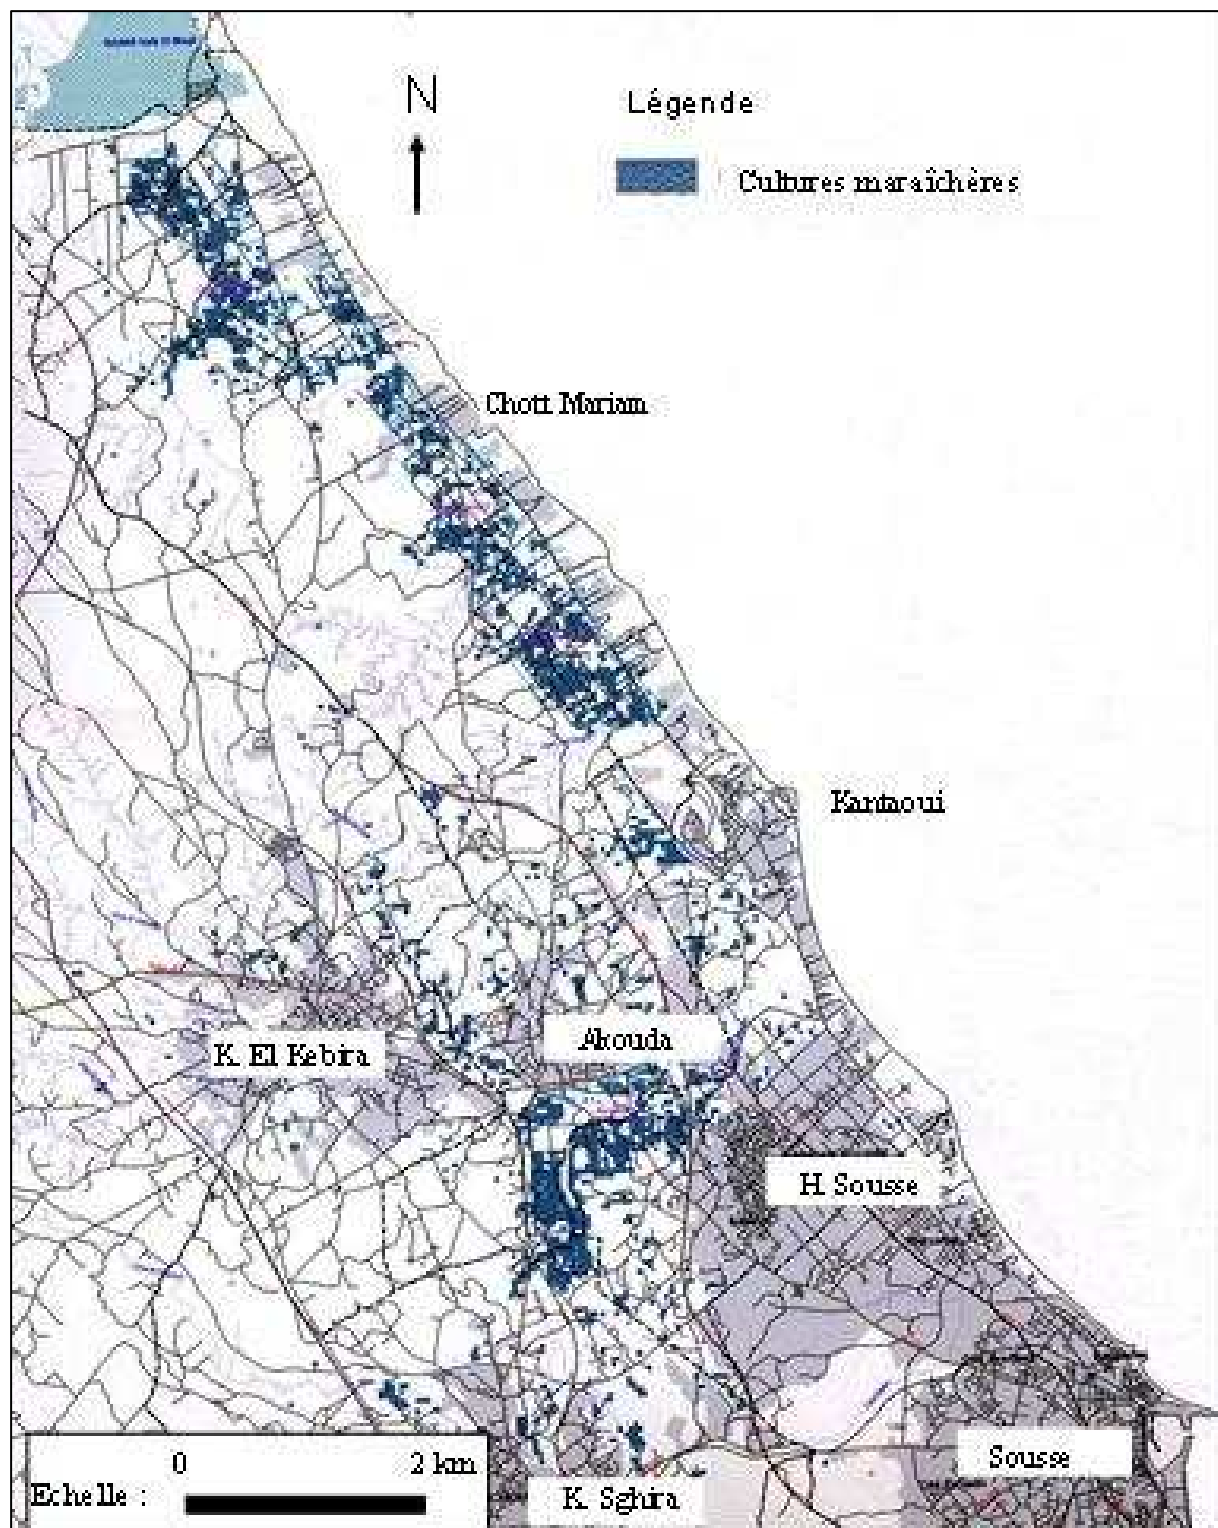 N
Légende
Cultures maraîchères
Chott Mariam
Kantaoui
Akouda
K. El Kebira
H. Sousse
Sousse
0 2 km
Echelle :
K. Sghira